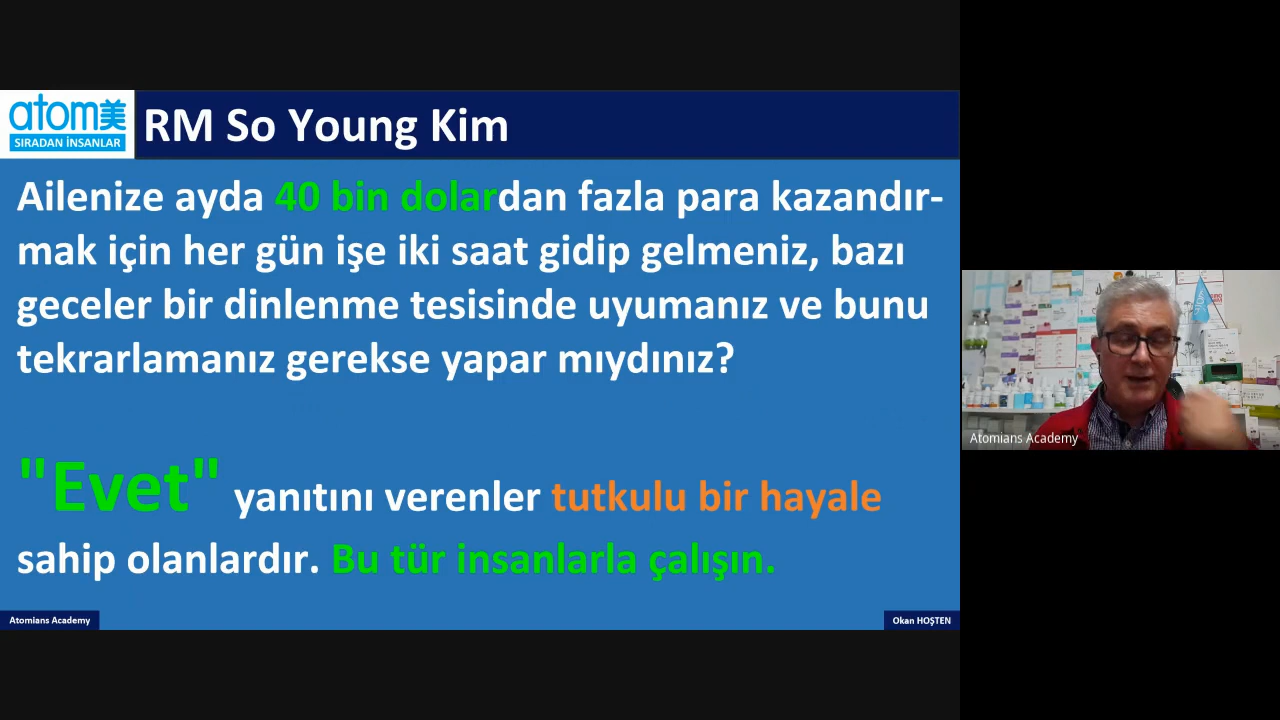 atom美
SIRADAN İNSANLAR
RM So Young Kim
Ailenize ayda 40 bin dolardan fazla para kazandır-
mak için her gün işe iki saat gidip gelmeniz, bazı
geceler bir dinlenme tesisinde uyumanız ve bunu
tekrarlamanız gerekse yapar mıydınız?
"Evet" yanıtını verenler tutkulu bir hayale
sahip olanlardır. Bu tür insanlarla çalışın.
Atomians Academy
Okan HOŞTEN
Atomians Academy